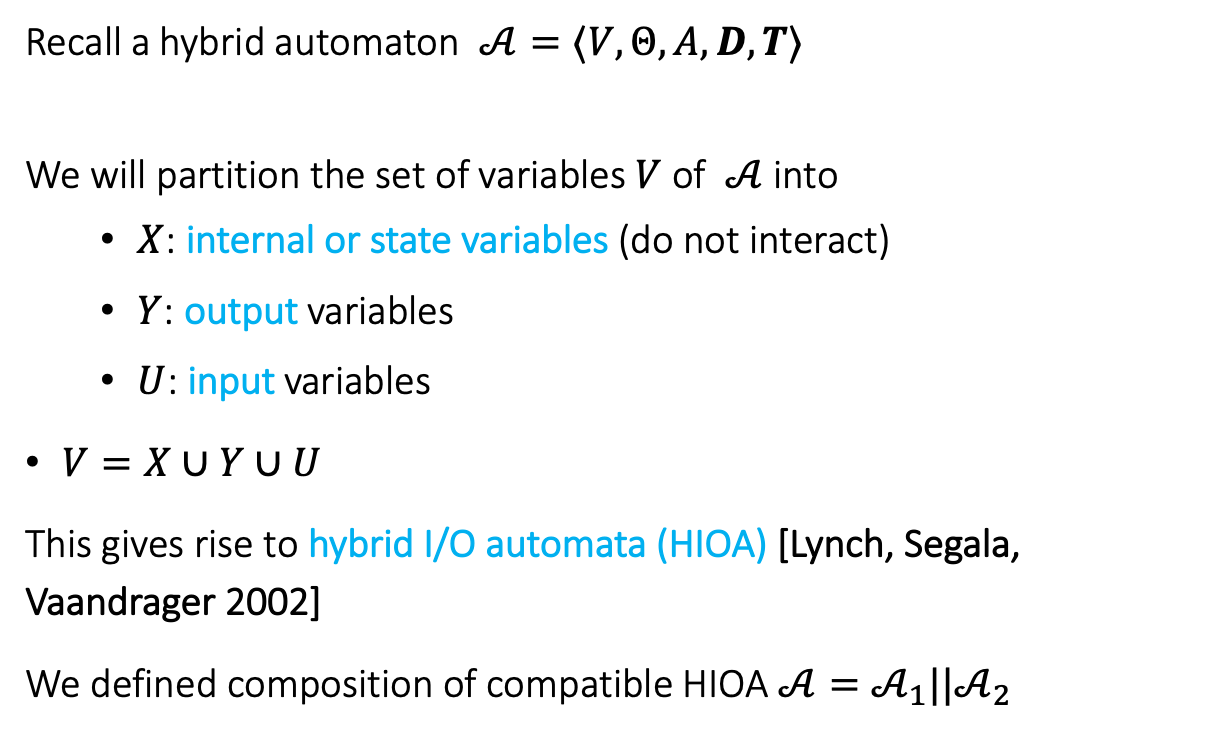 Recall a hybrid automaton 𝒜 = ⟨V, Θ, A, D, T⟩
We will partition the set of variables V of 𝒜 into
• X: internal or state variables (do not interact)
• Y: output variables
• U: input variables
• V = X ∪ Y ∪ U
This gives rise to hybrid I/O automata (HIOA) [Lynch, Segala,
Vaandrager 2002]
We defined composition of compatible HIOA 𝒜 = 𝒜₁||𝒜₂